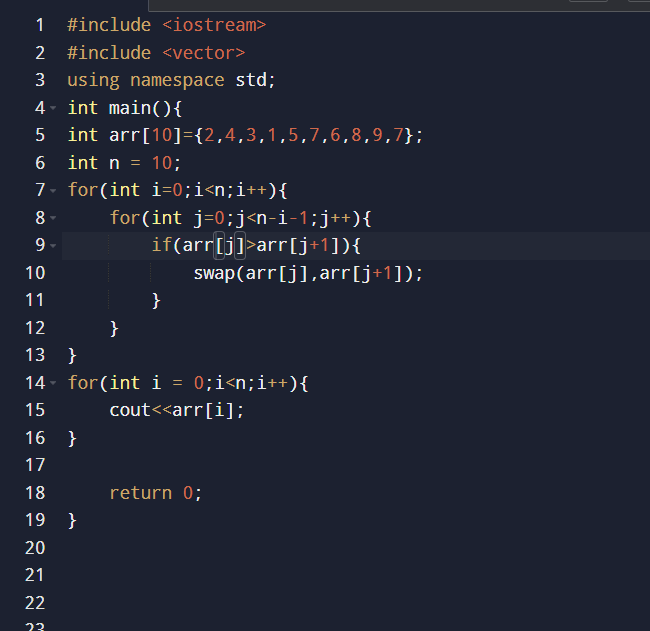 1 #include <iostream>
2 #include <vector>
3 using namespace std;
4 int main(){
5 int arr[10]={2,4,3,1,5,7,6,8,9,7};
6 int n = 10;
7 for(int i=0;i<n;i++){
8     for(int j=0;j<n-i-1;j++){
9         if(arr[j]>arr[j+1]){
10             swap(arr[j],arr[j+1]);
11         }
12     }
13 }
14 for(int i = 0;i<n;i++){
15     cout<<arr[i];
16 }
17
18     return 0;
19 }
20
21
22
23